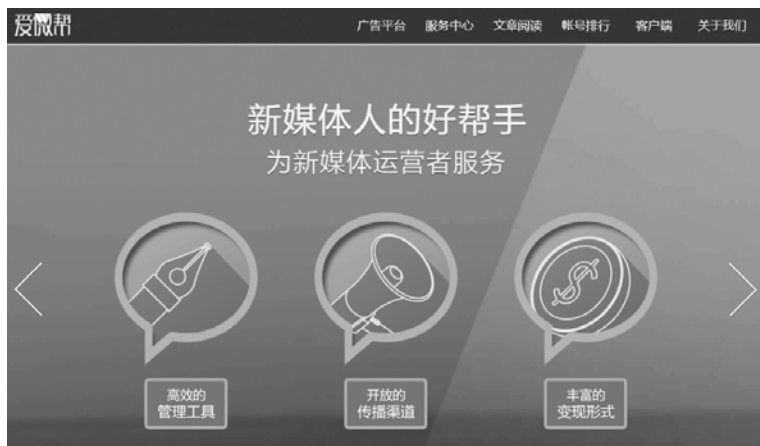 爱微帮
广告平台 服务中心 文章阅读 帐号排行 客户端 关于我们
新媒体人的好帮手
为新媒体运营者服务
高效的
管理工具
开放的
传播渠道
丰富的
变现形式